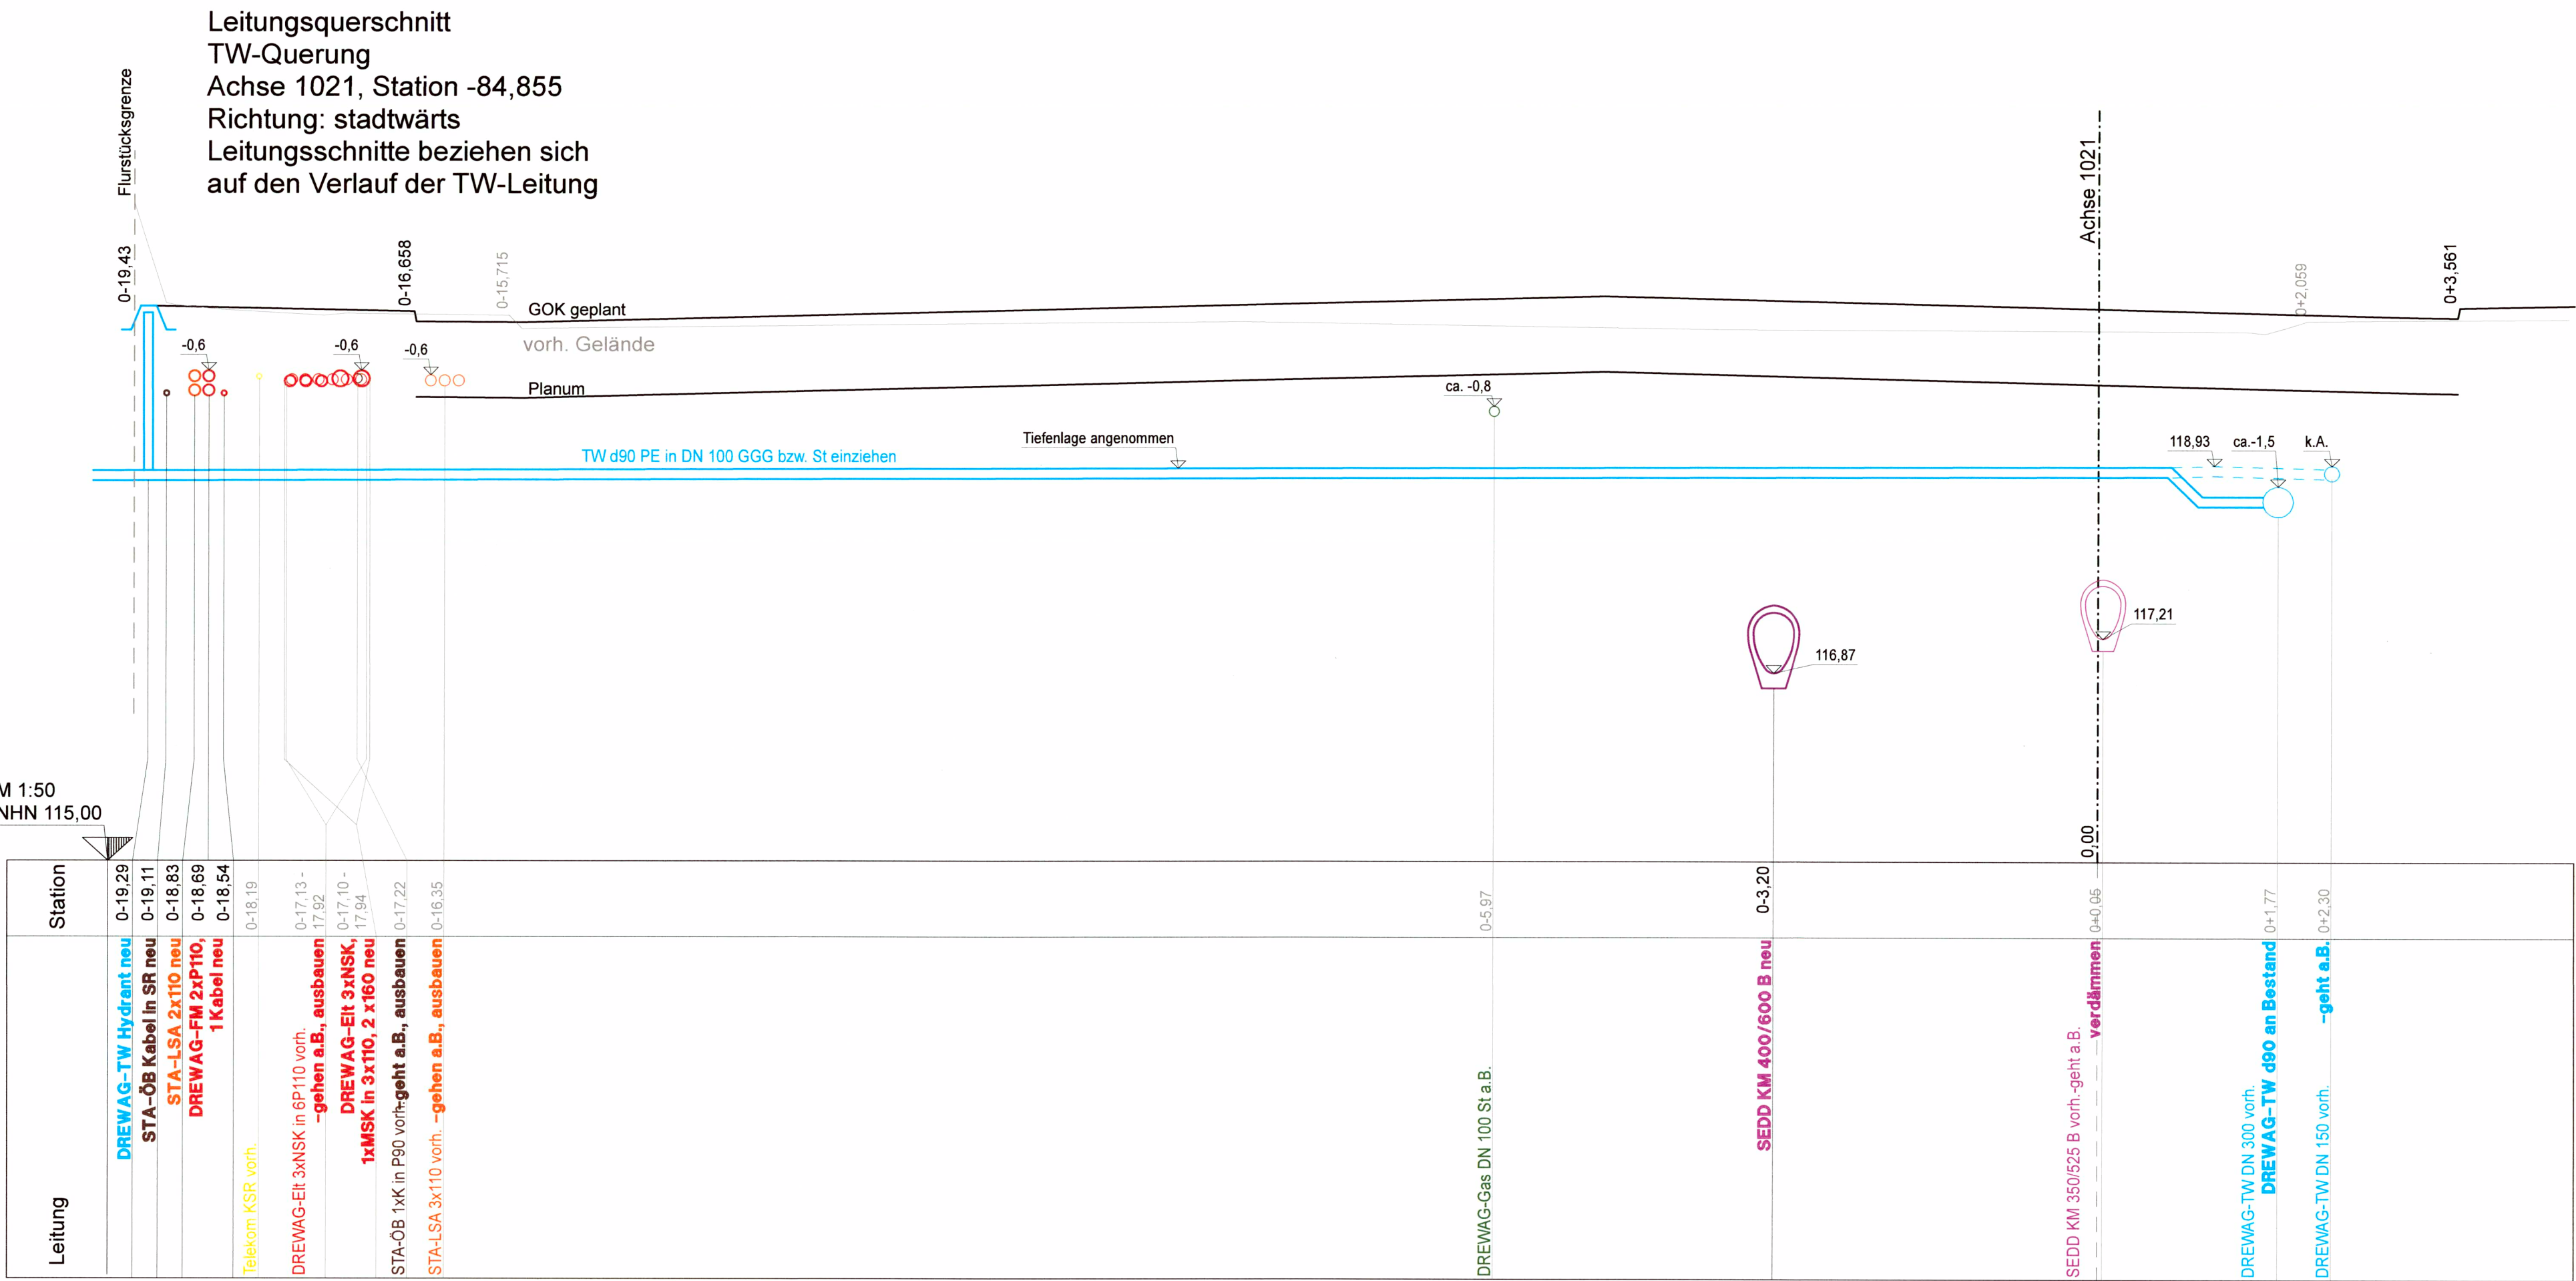 Leitungsquerschnitt
TW-Querung
Achse 1021, Station -84,855
Richtung: stadtwärts
Leitungsschnitte beziehen sich
auf den Verlauf der TW-Leitung
Flurstücksgrenze
Achse 1021
0-19,43
0-16,658
0-15,715
0+2,059
0+3,561
GOK geplant
vorh. Gelände
-0,6
-0,6
-0,6
Planum
ca. -0,8
Tiefenlage angenommen
TW d90 PE in DN 100 GGG bzw. St einziehen
118,93
ca.-1,5
k.A.
117,21
116,87
M 1:50
NHN 115,00
0,00
Station
0-19,29
0-19,11
0-18,83
0-18,69
0-18,54
0-18,19
0-17,13 -
17,92
0-17,10 -
17,94
0-17,22
0-16,35
0-5,97
0-3,20
0+0,05
0+1,77
0+2,30
Leitung
DREWAG-TW Hydrant neu
STA-ÖB Kabel in SR neu
STA-LSA 2x110 neu
DREWAG-FM 2xP110,
1 Kabel neu
Telekom KSR vorh.
DREWAG-Elt 3xNSK in 6P110 vorh.
-gehen a.B., ausbauen
DREWAG-Elt 3xNSK,
1xMSK in 3x110, 2 x160 neu
STA-ÖB 1xK in P90 vorh.-geht a.B., ausbauen
STA-LSA 3x110 vorh. -gehen a.B., ausbauen
DREWAG-Gas DN 100 St a.B.
SEDD KM 400/600 B neu
SEDD KM 350/525 B vorh.-geht a.B.
verdämmen
DREWAG-TW DN 300 vorh.
DREWAG-TW d90 an Bestand
DREWAG-TW DN 150 vorh. -geht a.B.